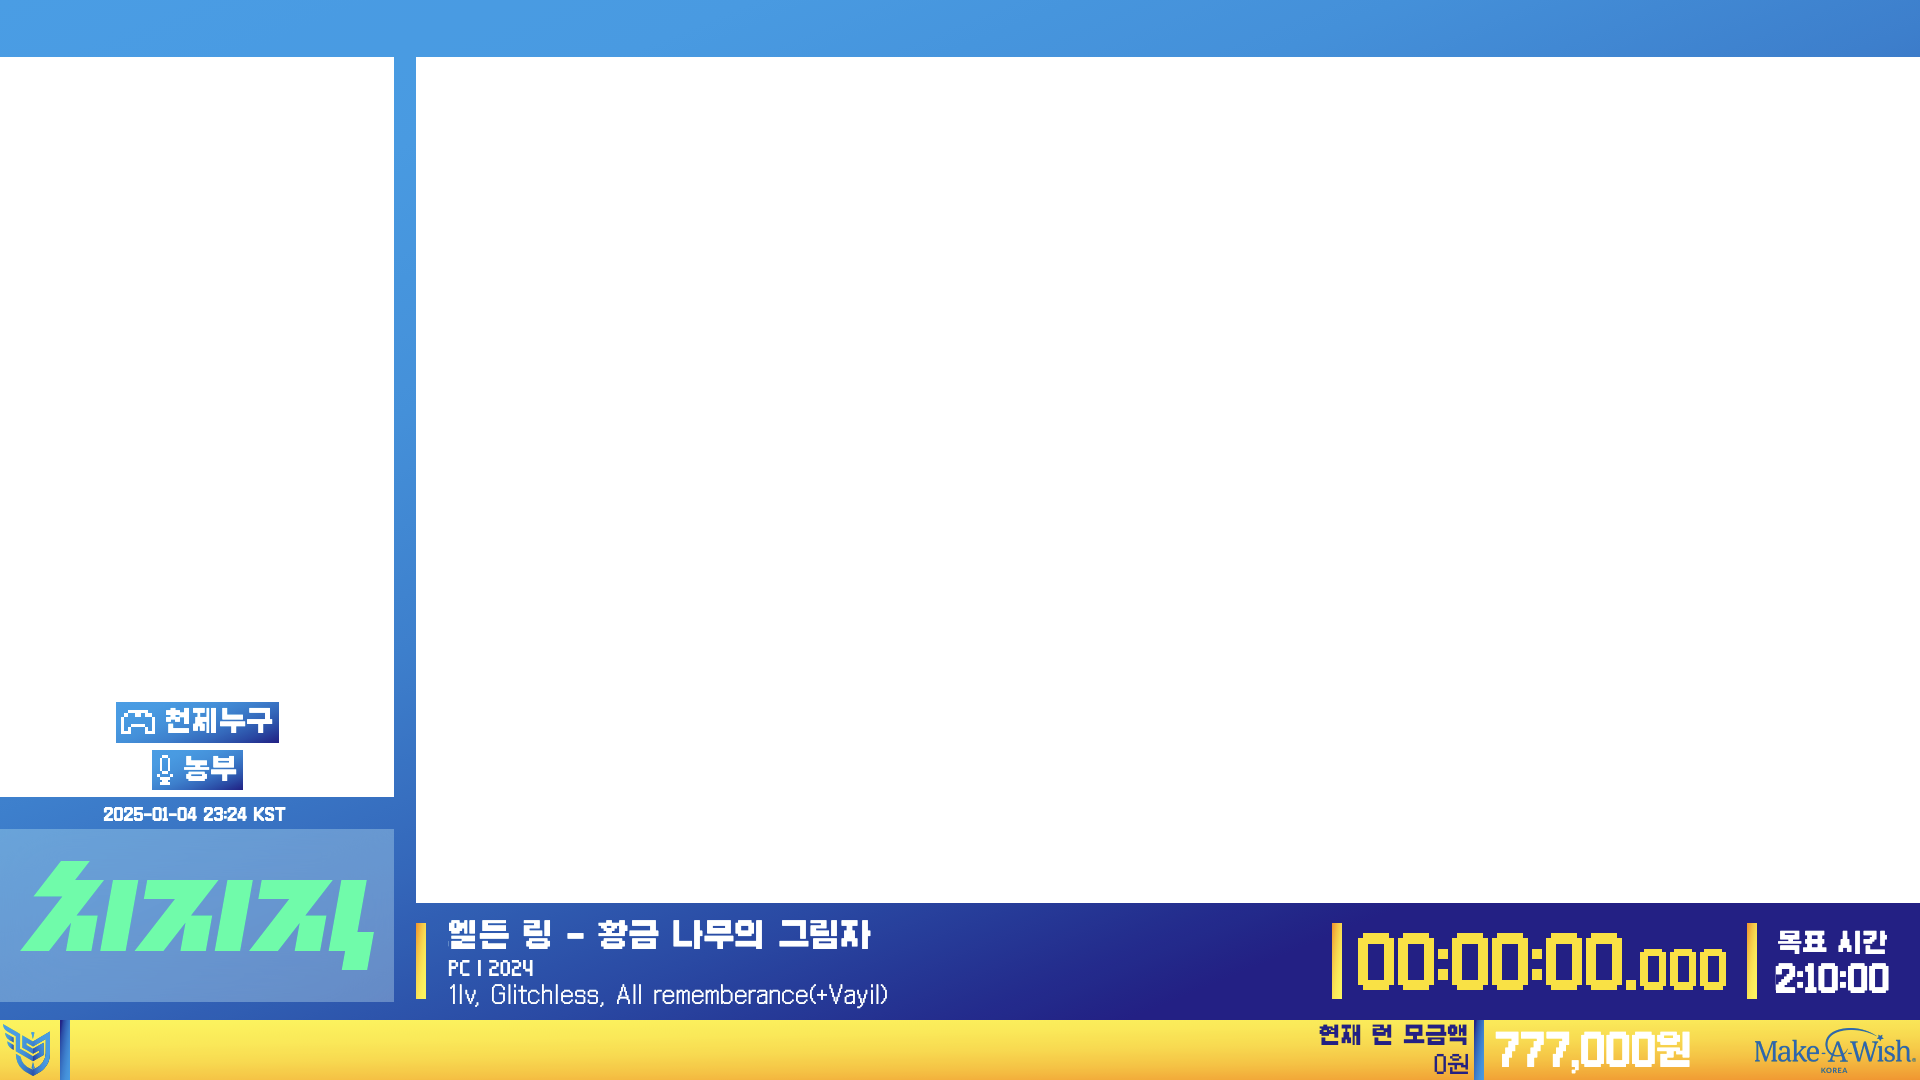 천제누구
농부
2025-01-04 23:24 KST
치지직
엘든 링 - 황금 나무의 그림자
PC | 2024
1lv, Glitchless, All rememberance(+Vayil)
00:00:00.000
목표 시간
2:10:00
현재 런 모금액
0원
777,000원
Make-A-Wish®
KOREA